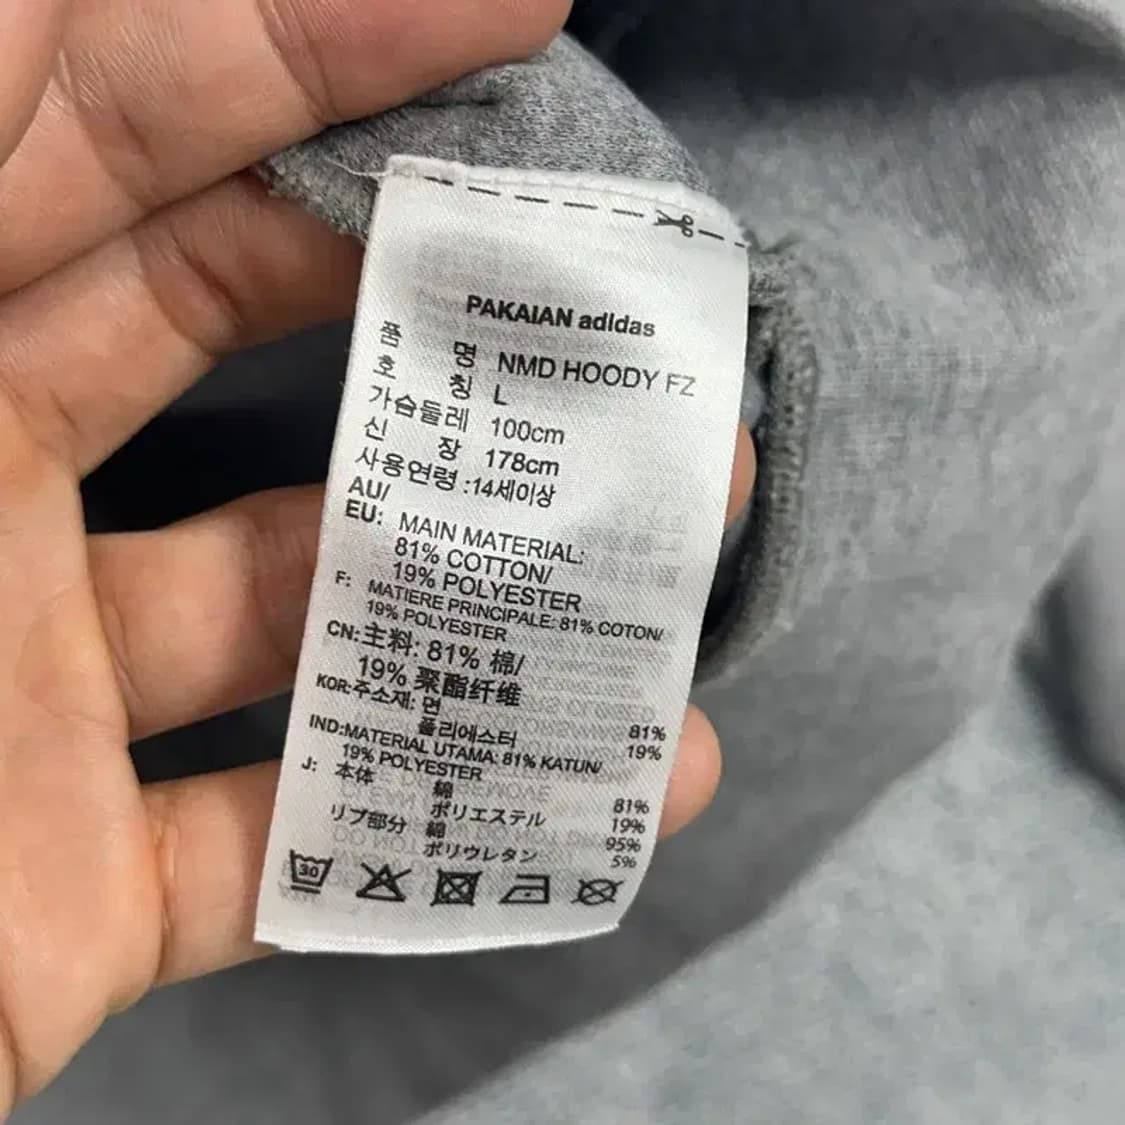 PAKAIAN adidas
품 명 NMD HOODY FZ
호 칭 L
가슴둘레 100cm
신 장 178cm
사용연령 :14세이상
AU/
EU: MAIN MATERIAL:
81% COTTON/
19% POLYESTER
F: MATIERE PRINCIPALE: 81% COTON/
19% POLYESTER
CN:主料: 81% 棉/
19% 聚酯纤维
KOR:주소재: 면 81%
폴리에스터 19%
IND:MATERIAL UTAMA: 81% KATUN/
19% POLYESTER
J: 本体 綿 81%
ポリエステル 19%
リブ部分 綿 95%
ポリウレタン 5%
30